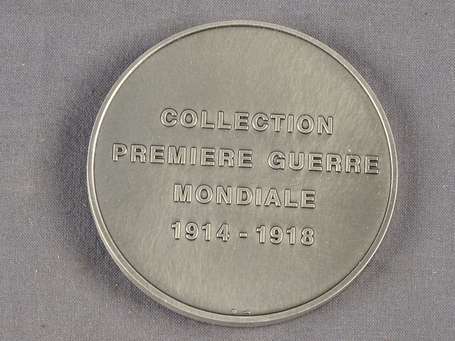 COLLECTION
PREMIERE GUERRE
MONDIALE
1914 - 1918